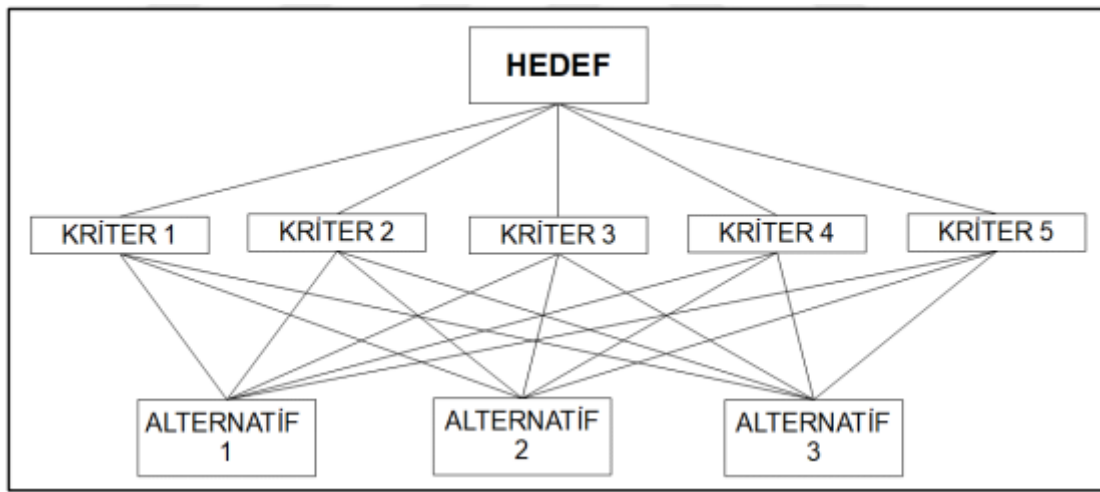 HEDEF
KRİTER 1
KRİTER 2
KRİTER 3
KRİTER 4
KRİTER 5
ALTERNATİF
1
ALTERNATİF
2
ALTERNATİF
3